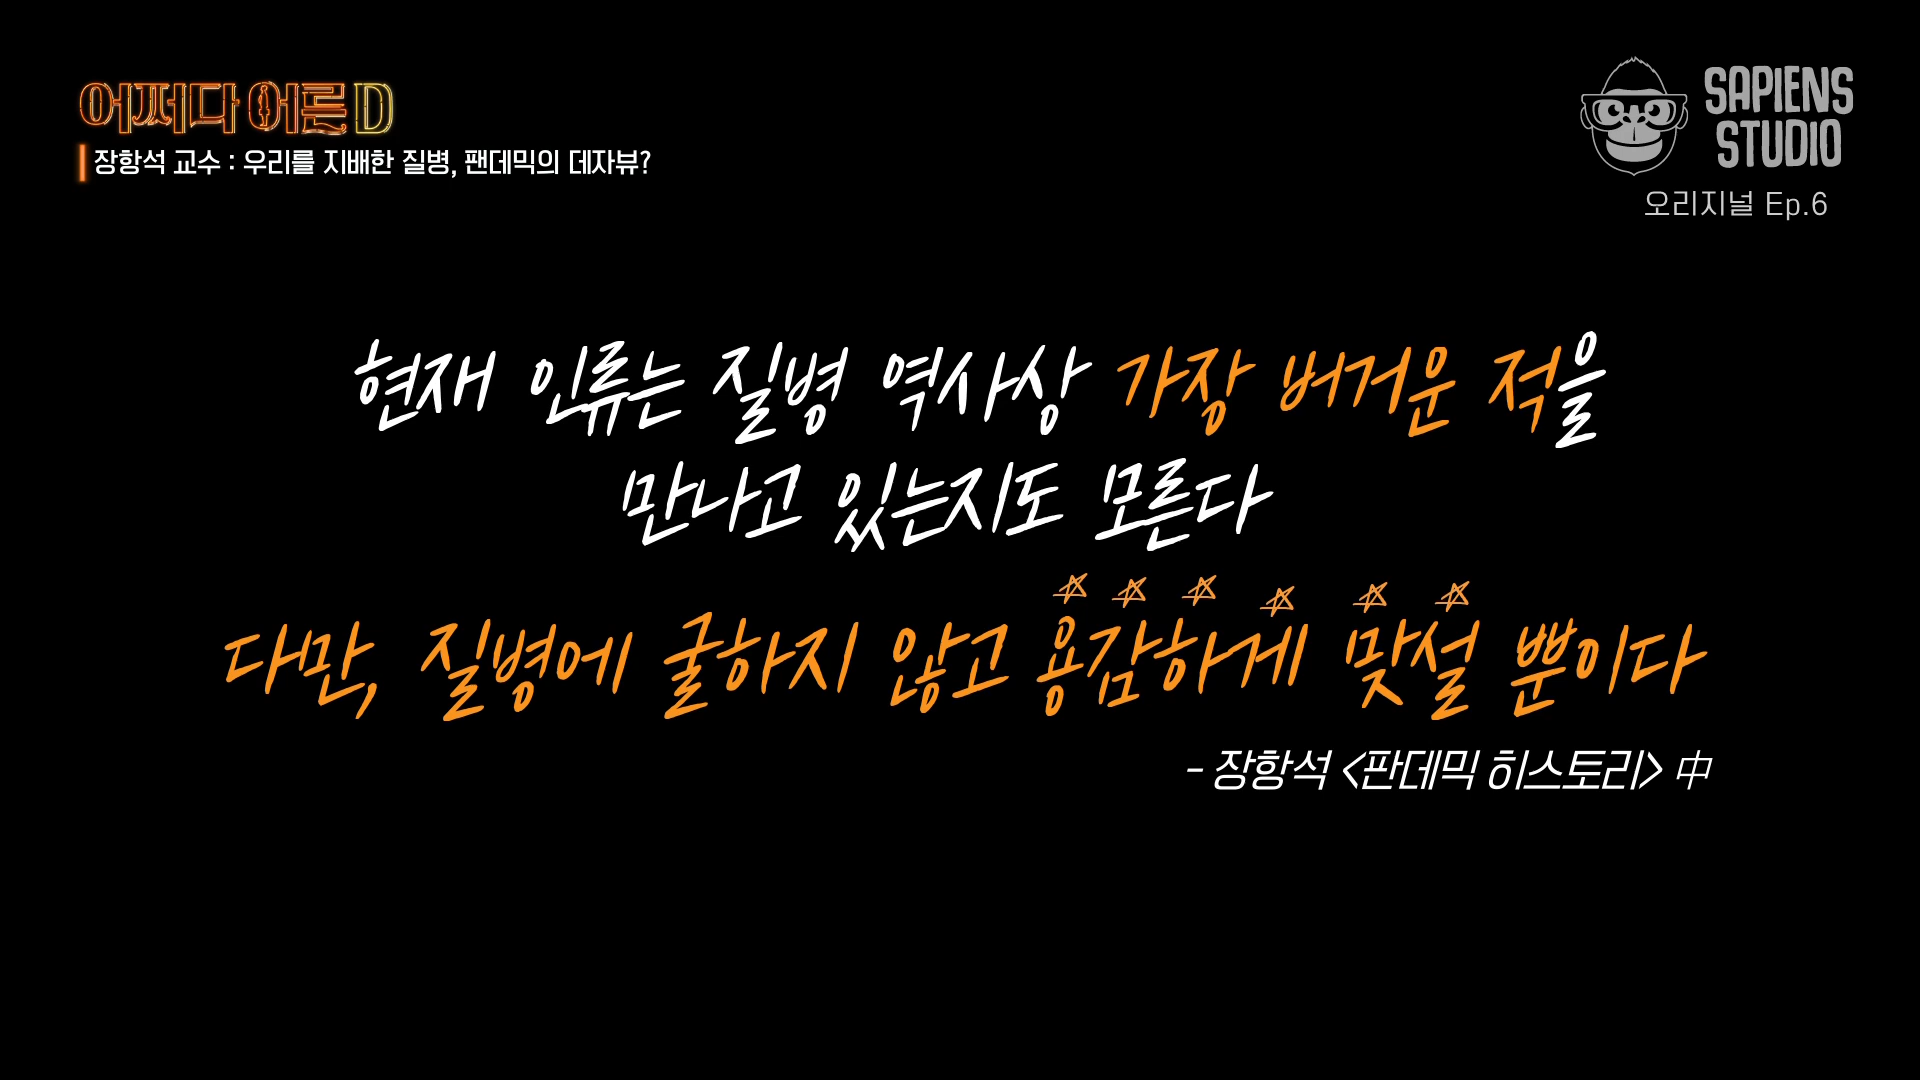 어쩌다 어른 D
장항석 교수 : 우리를 지배한 질병, 팬데믹의 데자뷰?
SAPIENS
STUDIO
오리지널 Ep.6
현재 인류는 질병 역사상 가장 버거운 적을
만나고 있는지도 모른다
다만, 질병에 굴하지 않고 용감하게 맞설 뿐이다
- 장항석 <판데믹 히스토리> 中